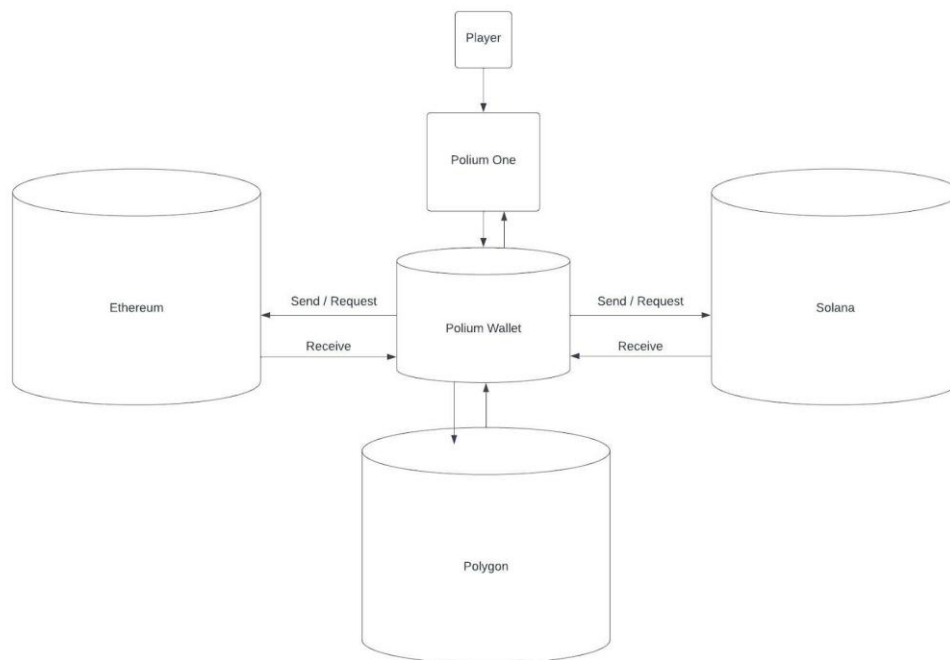 Player
Polium One
Ethereum
Send / Request
Receive
Polium Wallet
Send / Request
Receive
Solana
Polygon